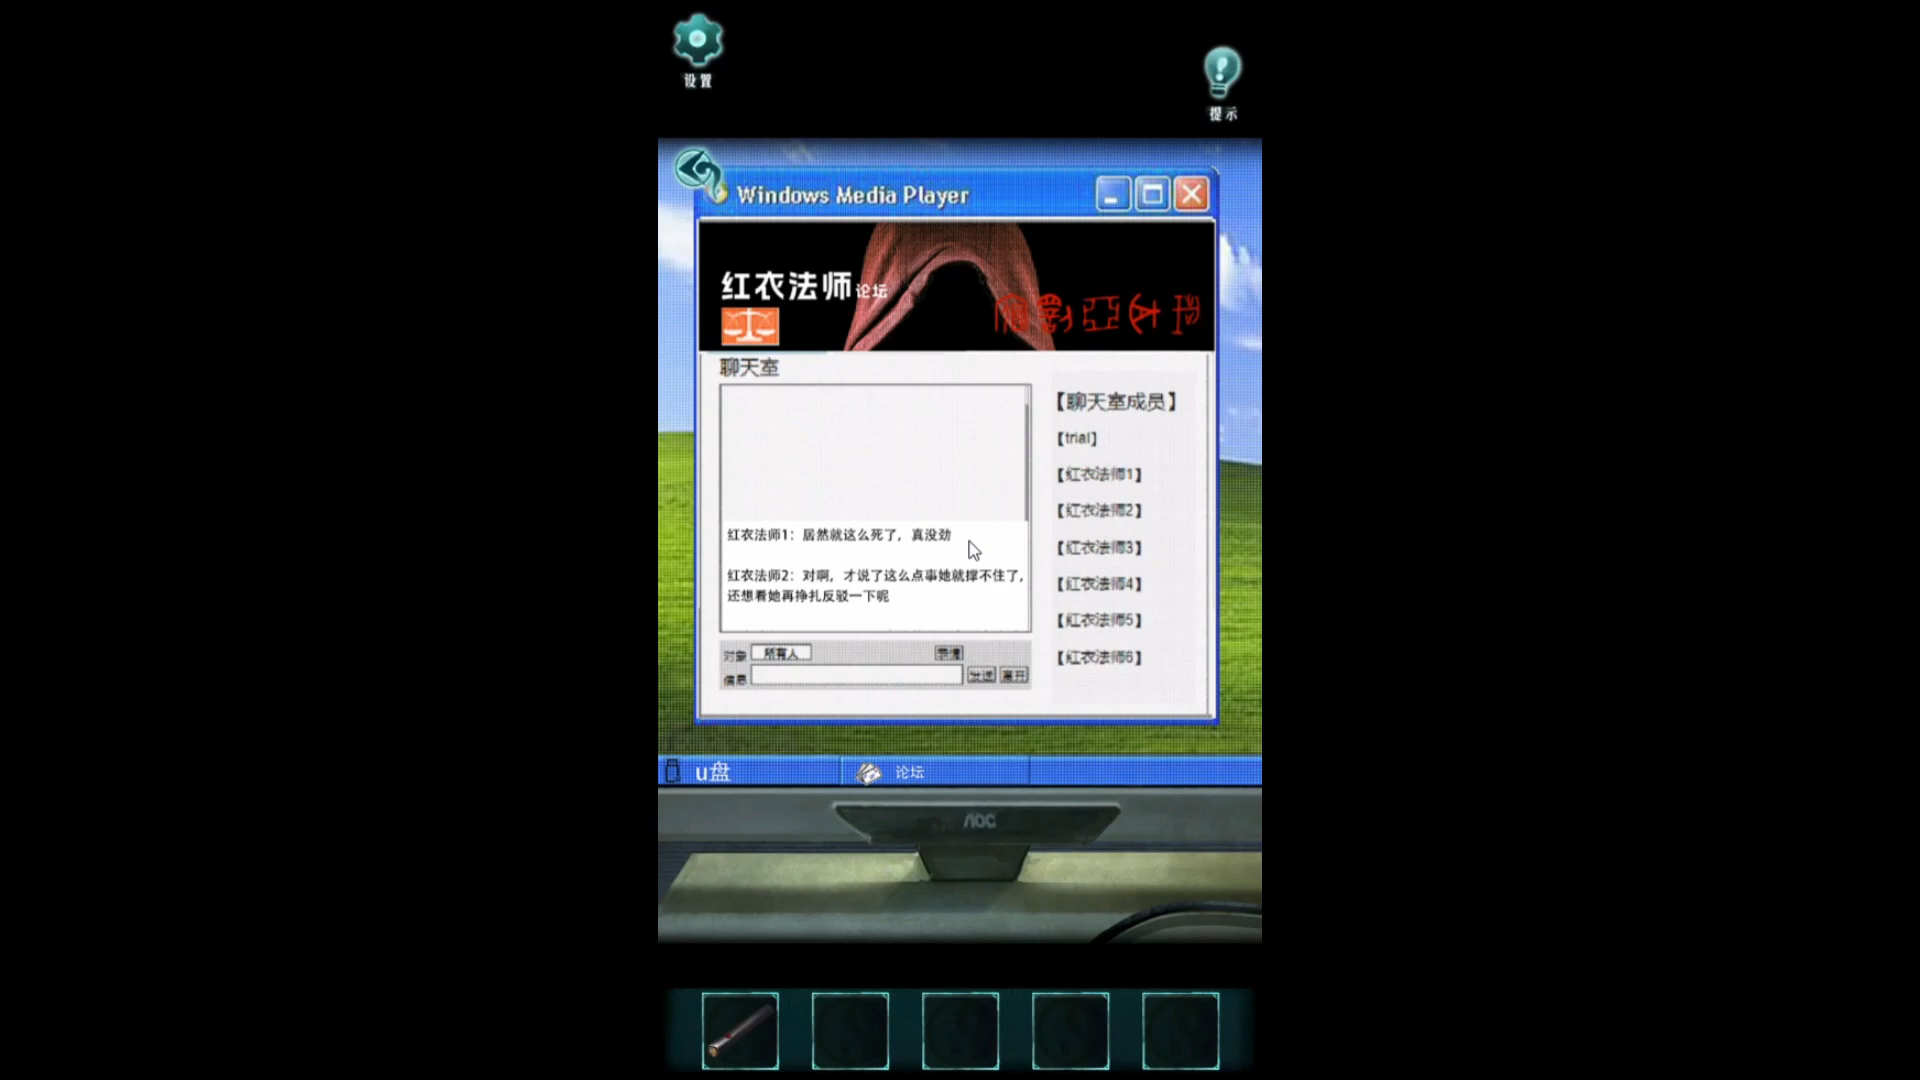 设置
提示
Windows Media Player
红衣法师论坛
聊天室
红衣法师1：居然就这么死了，真没劲
红衣法师2：对啊，才说了这么点事她就撑不住了，
还想看她再挣扎反驳一下呢
对象 所有人
信息 发送 离开
【聊天室成员】
【trial】
【红衣法师1】
【红衣法师2】
【红衣法师3】
【红衣法师4】
【红衣法师5】
【红衣法师6】
u盘
论坛
AOC